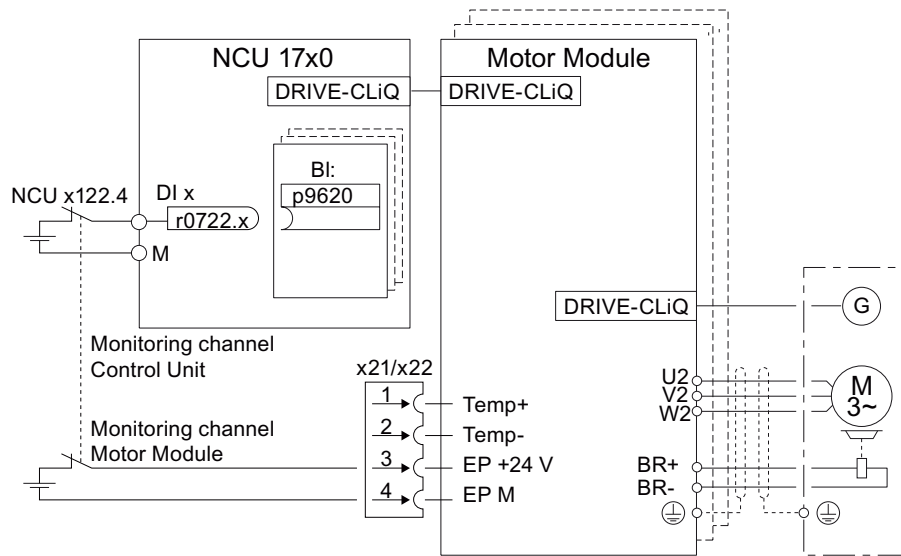 NCU 17x0
Motor Module
DRIVE-CLiQ
DRIVE-CLiQ
BI:
p9620
NCU x122.4
DI x
r0722.x
M
DRIVE-CLiQ
G
Monitoring channel
Control Unit
x21/x22
1
Temp+
2
Temp-
3
EP +24 V
4
EP M
Monitoring channel
Motor Module
U2
V2
W2
M
3~
BR+
BR-